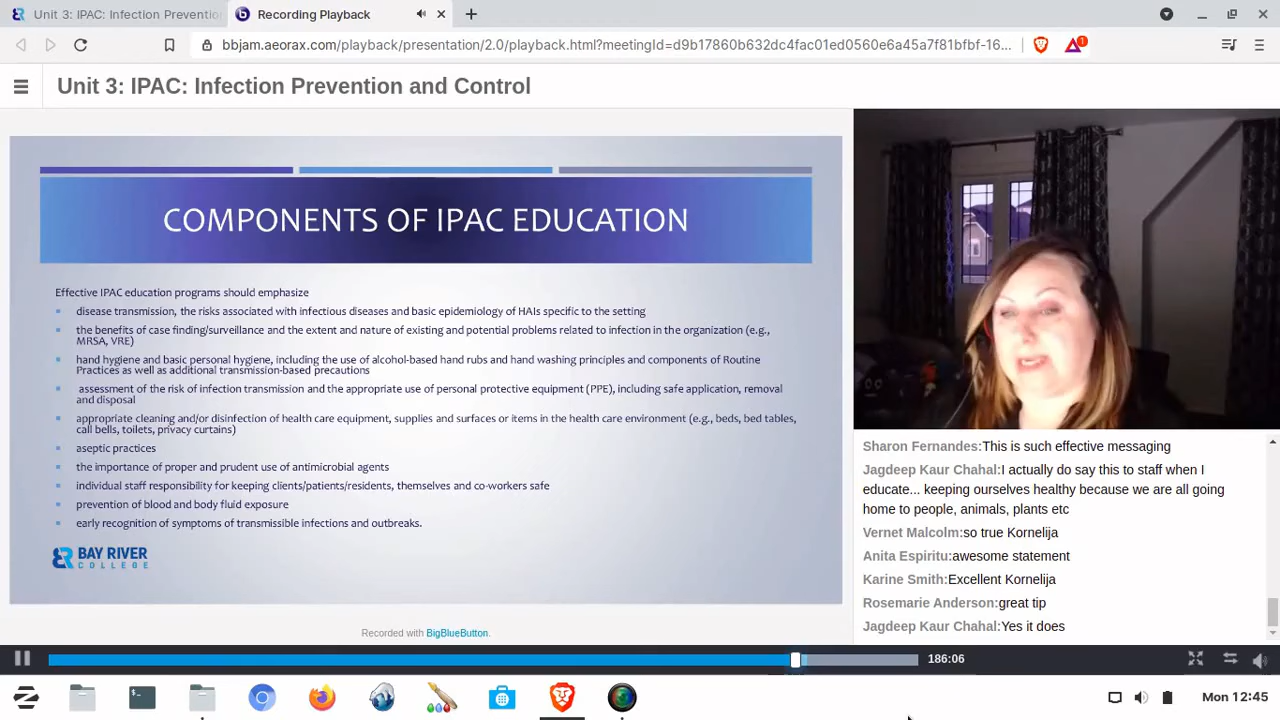 Unit 3: IPAC: Infection Preventio
Recording Playback
bbjam.aeorax.com/playback/presentation/2.0/playback.html?meetingId=d9b17860b632dc4fac01ed0560e6a45a7f81bfbf-16...
1
Unit 3: IPAC: Infection Prevention and Control
COMPONENTS OF IPAC EDUCATION
Effective IPAC education programs should emphasize
disease transmission, the risks associated with infectious diseases and basic epidemiology of HAIs specific to the setting
the benefits of case finding/surveillance and the extent and nature of existing and potential problems related to infection in the organization (e.g.,
MRSA, VRE)
hand hygiene and basic personal hygiene, including the use of alcohol-based hand rubs and hand washing principles and components of Routine
Practices as well as additional transmission-based precautions
assessment of the risk of infection transmission and the appropriate use of personal protective equipment (PPE), including safe application, removal
and disposal
appropriate cleaning and/or disinfection of health care equipment, supplies and surfaces or items in the health care environment (e.g., beds, bed tables,
call bells, toilets, privacy curtains)
aseptic practices
the importance of proper and prudent use of antimicrobial agents
individual staff responsibility for keeping clients/patients/residents, themselves and co-workers safe
prevention of blood and body fluid exposure
early recognition of symptoms of transmissible infections and outbreaks.
BAY RIVER
COLLEGE
Sharon Fernandes:This is such effective messaging
Jagdeep Kaur Chahal:I actually do say this to staff when I
educate... keeping ourselves healthy because we are all going
home to people, animals, plants etc
Vernet Malcolm:so true Kornelija
Anita Espiritu:awesome statement
Karine Smith:Excellent Kornelija
Rosemarie Anderson:great tip
Jagdeep Kaur Chahal:Yes it does
Recorded with BigBlueButton.
186:06
Mon 12:45